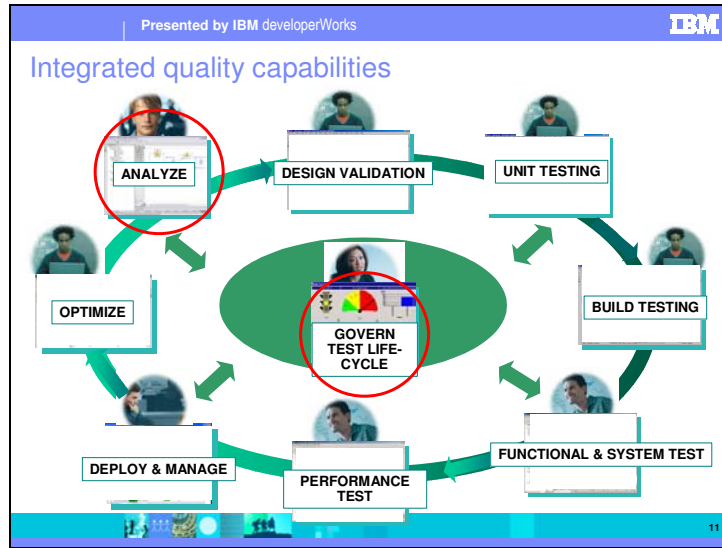 Presented by IBM developerWorks
IBM
Integrated quality capabilities
ANALYZE
DESIGN VALIDATION
UNIT TESTING
OPTIMIZE
GOVERN
TEST LIFE-
CYCLE
BUILD TESTING
DEPLOY & MANAGE
PERFORMANCE
TEST
FUNCTIONAL & SYSTEM TEST
11